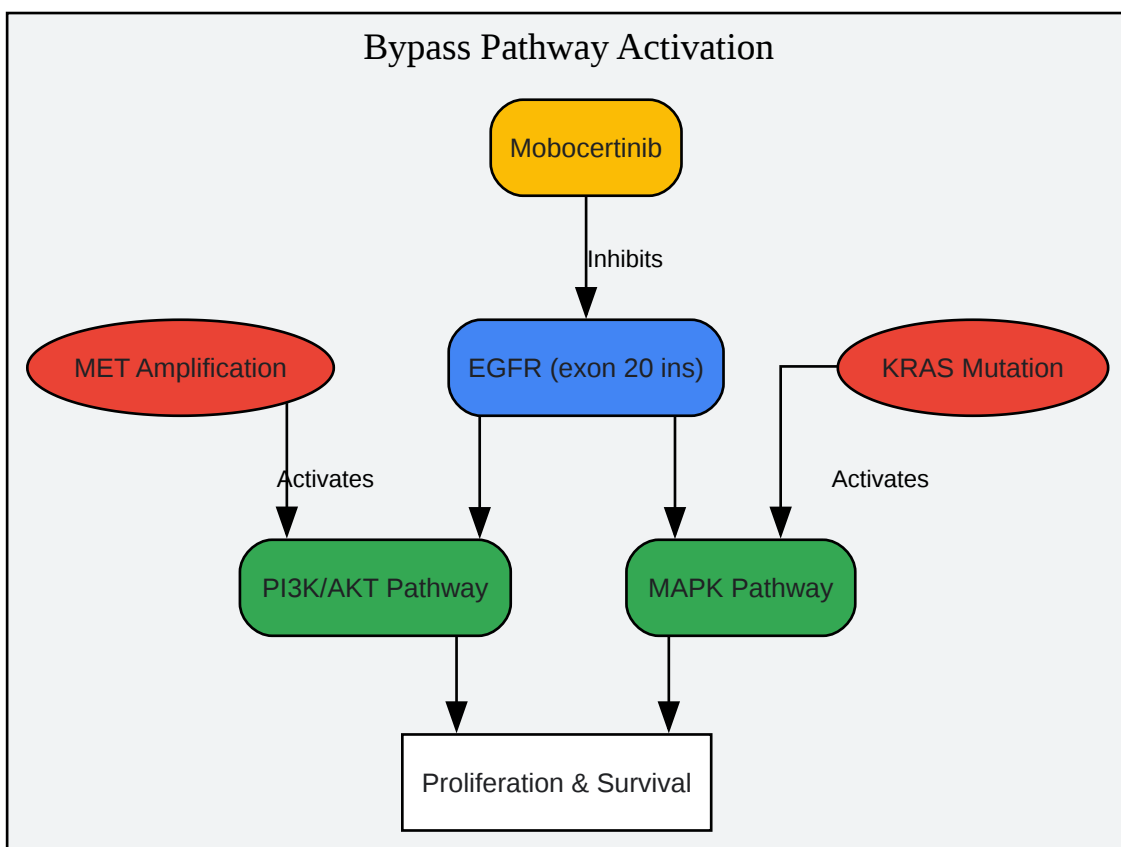 Bypass Pathway Activation
Mobocertinib
Inhibits
MET Amplification
EGFR (exon 20 ins)
KRAS Mutation
Activates
Activates
PI3K/AKT Pathway
MAPK Pathway
Proliferation & Survival